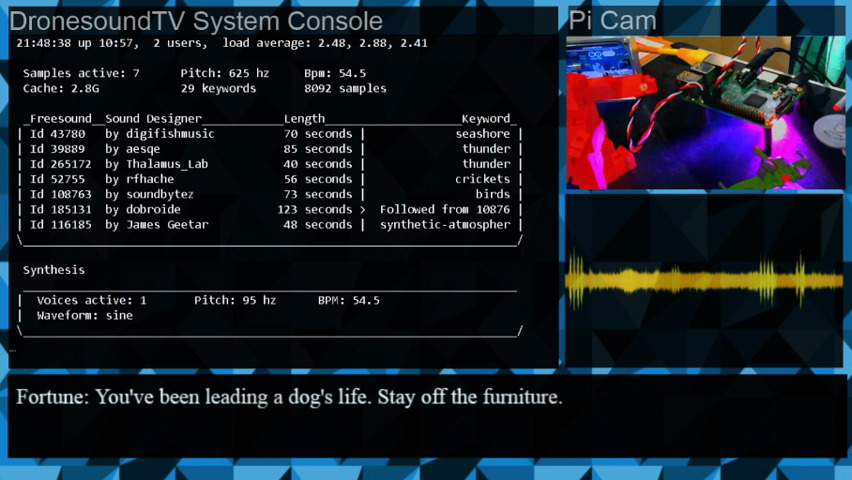 DronesoundTV System Console
Pi Cam
21:48:38 up 10:57, 2 users, load average: 2.48, 2.88, 2.41
Samples active: 7 Pitch: 625 hz Bpm: 54.5
Cache: 2.8G 29 keywords 8092 samples
_Freesound__Sound Designer___________Length____________________Keyword_
| Id 43780 by digifishmusic 70 seconds | seashore
| Id 39889 by aesqe 85 seconds | thunder
| Id 265172 by Thalamus_Lab 40 seconds | thunder
| Id 52755 by rfhache 56 seconds | crickets
| Id 108763 by soundbytez 73 seconds | birds
| Id 185131 by dobroide 123 seconds > Followed from 10876
| Id 116185 by James Geetar 48 seconds | synthetic-atmospher
Synthesis
| Voices active: 1 Pitch: 95 hz BPM: 54.5
| Waveform: sine
Fortune: You've been leading a dog's life. Stay off the furniture.